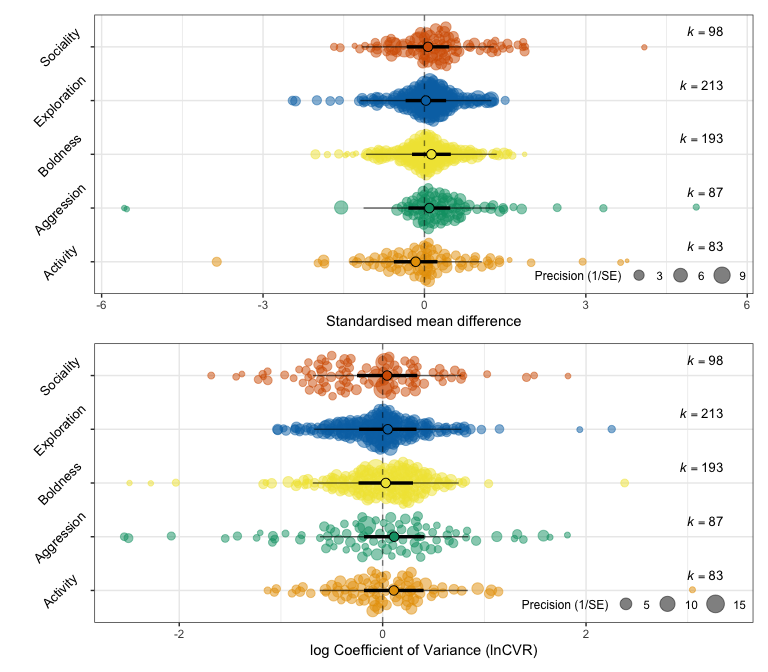 Sociality
k = 98
Exploration
k = 213
Boldness
k = 193
Aggression
k = 87
Activity
k = 83
Precision (1/SE) 3 6 9
-6 -3 0 3 6
Standardised mean difference
Sociality
k = 98
Exploration
k = 213
Boldness
k = 193
Aggression
k = 87
Activity
k = 83
Precision (1/SE) 5 10 15
-2 0 2
log Coefficient of Variance (lnCVR)